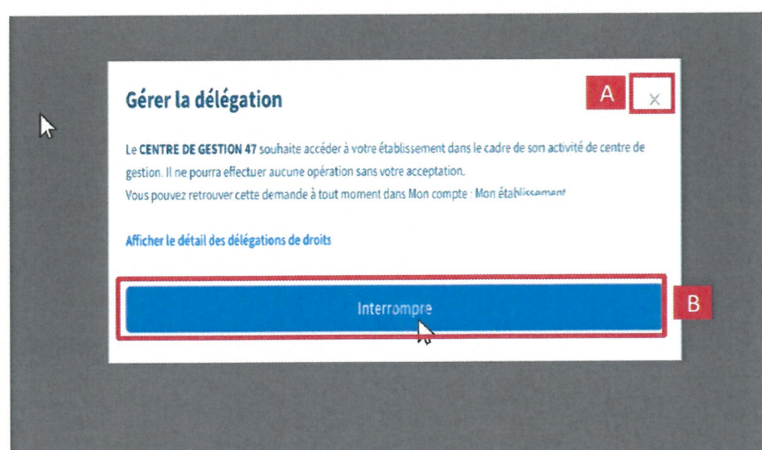 Gérer la délégation
A
×
Le CENTRE DE GESTION 47 souhaite accéder à votre établissement dans le cadre de son activité de centre de
gestion. Il ne pourra effectuer aucune opération sans votre acceptation.
Vous pouvez retrouver cette demande à tout moment dans Mon compte : Mon établissement
Afficher le détail des délégations de droits
Interrompre
B